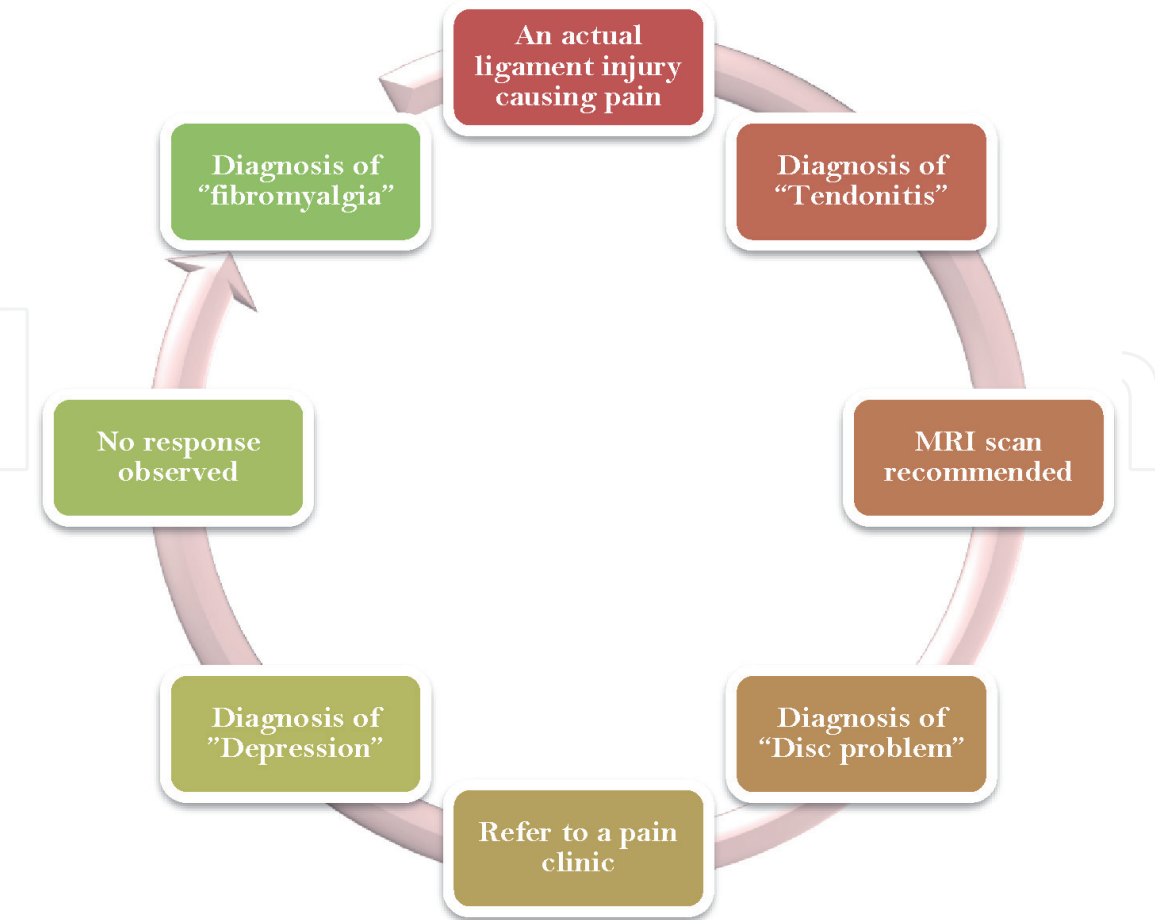 An actual
ligament injury
causing pain
Diagnosis of
“Tendonitis”
MRI scan
recommended
Diagnosis of
“Disc problem”
Refer to a pain
clinic
Diagnosis of
”Depression”
No response
observed
Diagnosis of
”fibromyalgia”